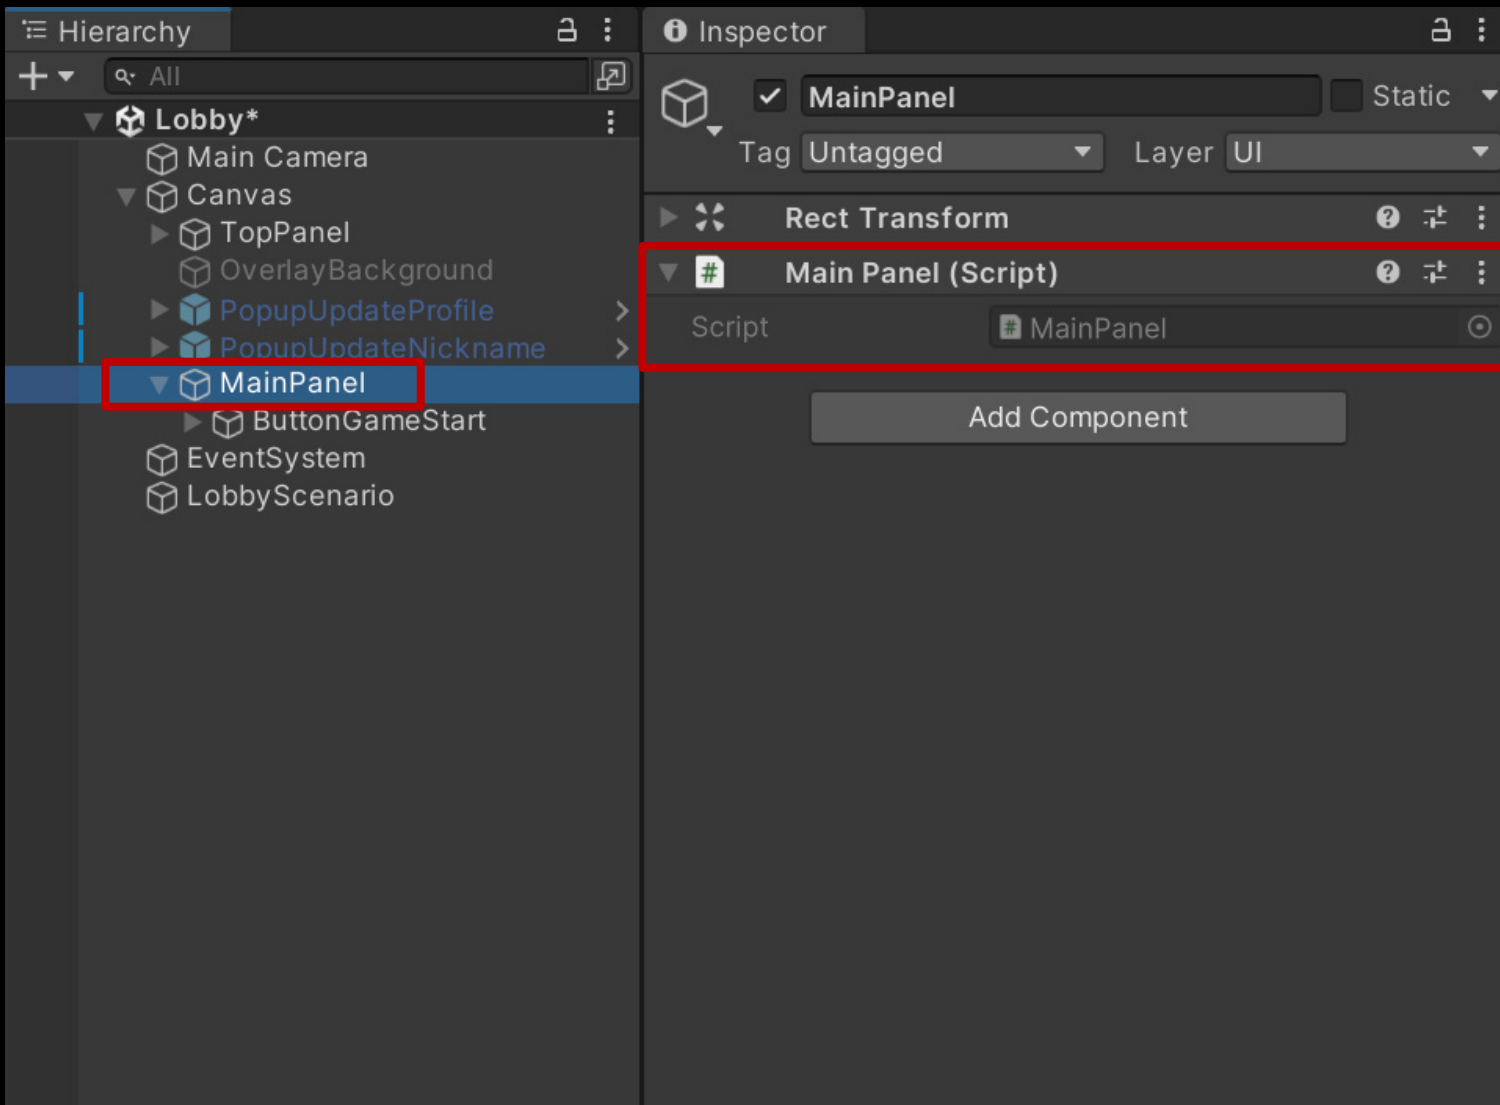 Hierarchy
All
Lobby*
Main Camera
Canvas
TopPanel
OverlayBackground
PopupUpdateProfile
PopupUpdateNickname
MainPanel
ButtonGameStart
EventSystem
LobbyScenario
Inspector
MainPanel Static
Tag Untagged Layer UI
Rect Transform
# Main Panel (Script)
Script # MainPanel
Add Component